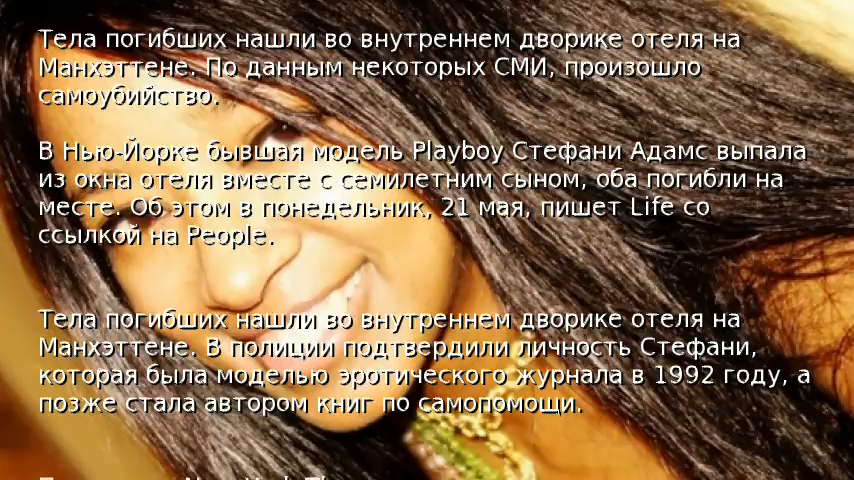 Тела погибших нашли во внутреннем дворике отеля на
Манхэттене. По данным некоторых СМИ, произошло
самоубийство.
В Нью-Йорке бывшая модель Playboy Стефани Адамс выпала
из окна отеля вместе с семилетним сыном, оба погибли на
месте. Об этом в понедельник, 21 мая, пишет Life со
ссылкой на People.
Тела погибших нашли во внутреннем дворике отеля на
Манхэттене. В полиции подтвердили личность Стефани,
которая была моделью эротического журнала в 1992 году, а
позже стала автором книг по самопомощи.